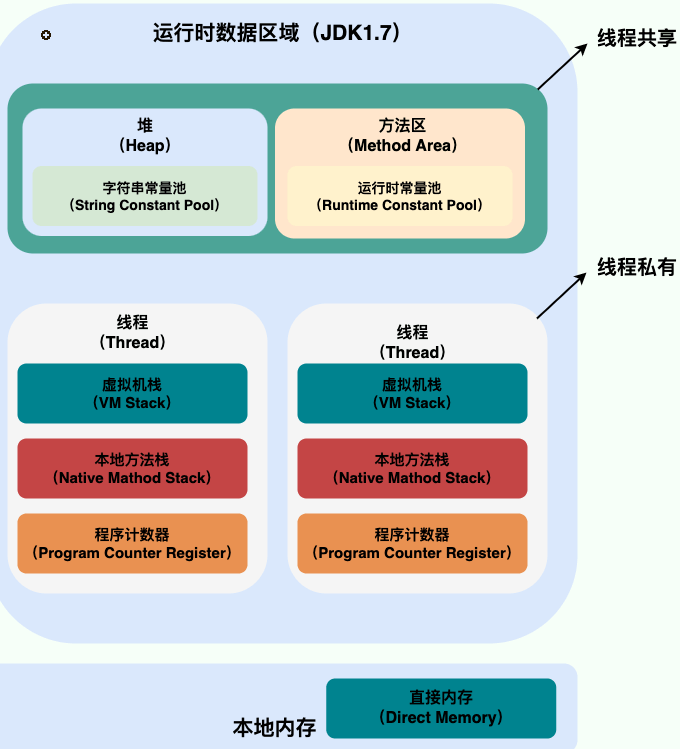 运行时数据区域（JDK1.7）
线程共享
堆
（Heap）
字符串常量池
（String Constant Pool）
方法区
（Method Area）
运行时常量池
（Runtime Constant Pool）
线程私有
线程
（Thread）
虚拟机栈
（VM Stack）
本地方法栈
（Native Mathod Stack）
程序计数器
（Program Counter Register）
线程
（Thread）
虚拟机栈
（VM Stack）
本地方法栈
（Native Mathod Stack）
程序计数器
（Program Counter Register）
本地内存
直接内存
（Direct Memory）